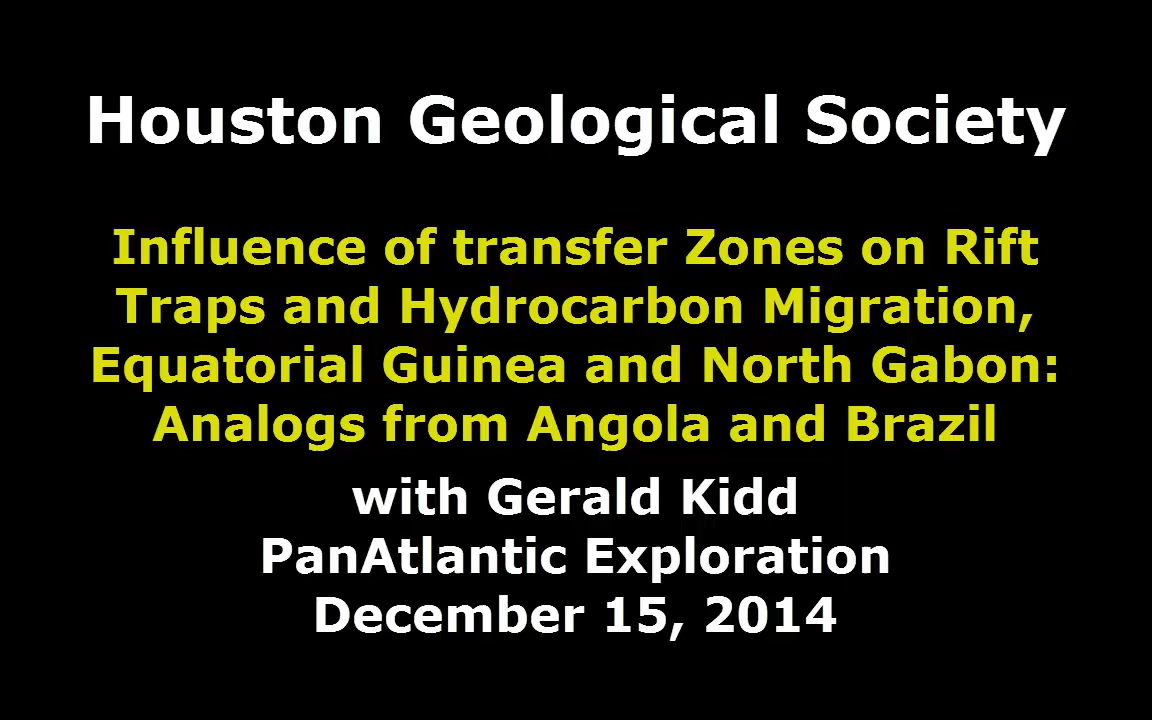 Houston Geological Society
Influence of transfer Zones on Rift
Traps and Hydrocarbon Migration,
Equatorial Guinea and North Gabon:
Analogs from Angola and Brazil
with Gerald Kidd
PanAtlantic Exploration
December 15, 2014